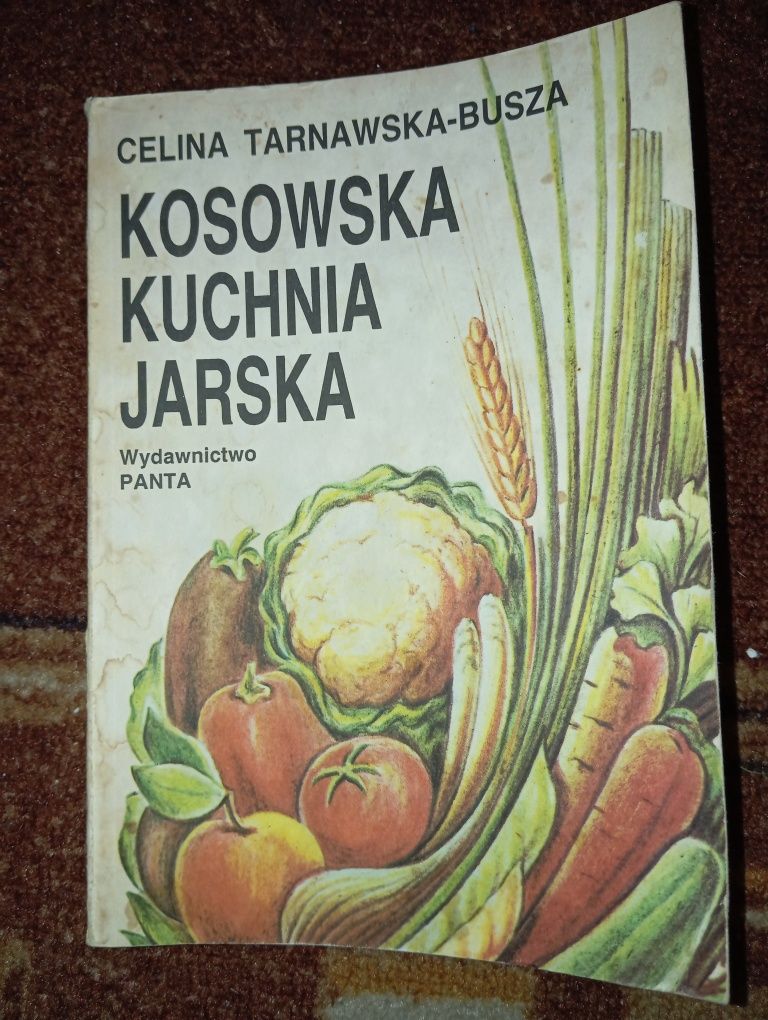 CELINA TARNAWSKA-BUSZA
KOSOWSKA
KUCHNIA
JARSKA
Wydawnictwo
PANTA